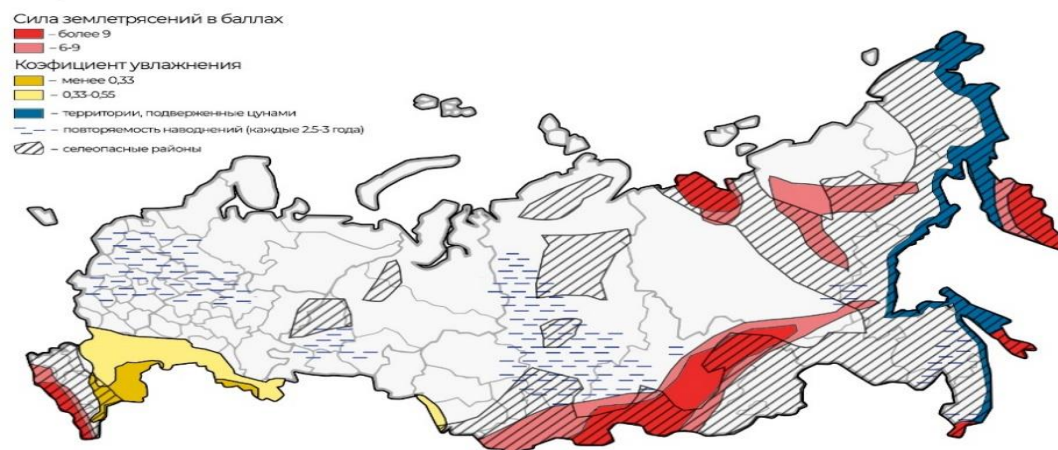 Сила землетрясений в баллах
– более 9
– 6-9
Коэфициент увлажнения
– менее 0,33
– 0,33-0,55
– территории, подверженные цунами
– повторяемость наводнений (каждые 2.5-3 года)
– селеопасные районы